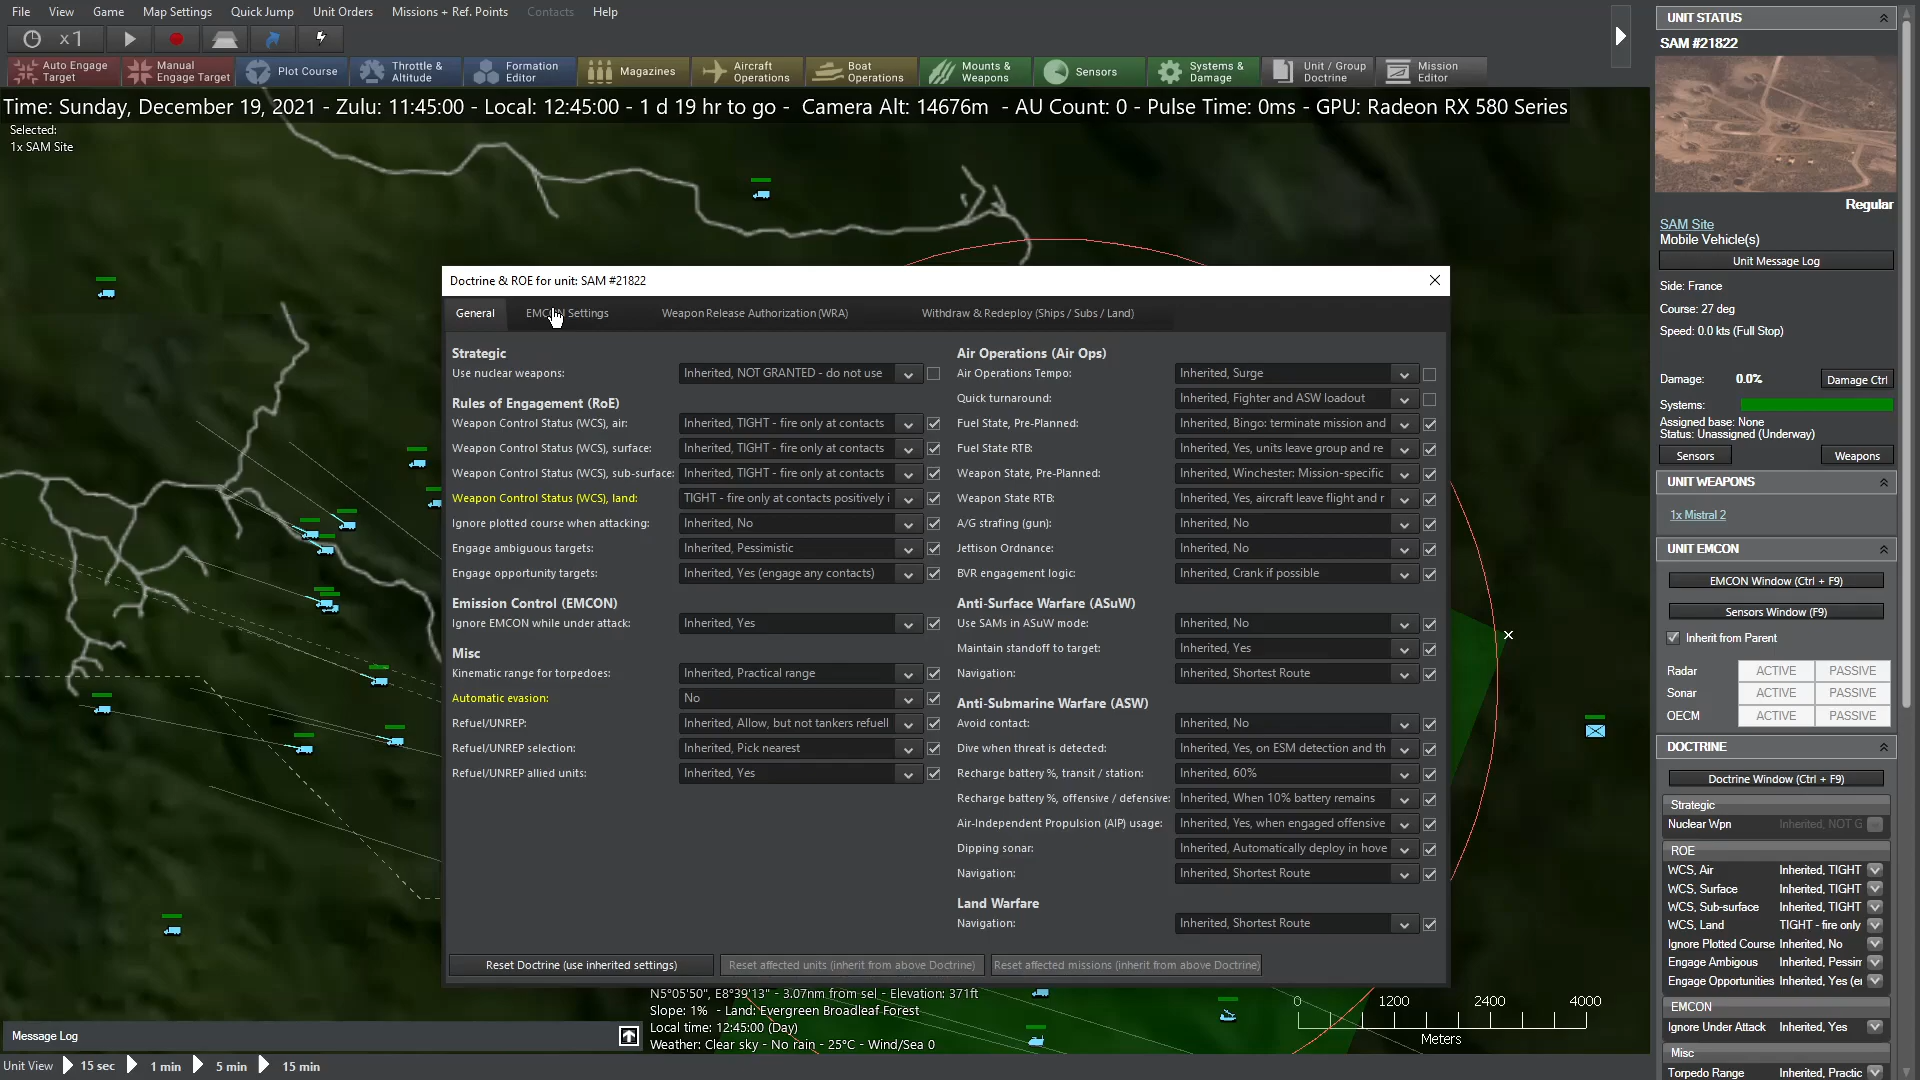 File View Game Map Settings Quick Jump Unit Orders Missions + Ref. Points Contacts Help
x1
Auto Engage Target
Manual Engage Target
Plot Course
Throttle & Altitude
Formation Editor
Magazines
Aircraft Operations
Boat Operations
Mounts & Weapons
Sensors
Systems & Damage
Unit / Group Doctrine
Mission Editor
Time: Sunday, December 19, 2021 - Zulu: 11:45:00 - Local: 12:45:00 - 1 d 19 hr to go - Camera Alt: 14676m - AU Count: 0 - Pulse Time: 0ms - GPU: Radeon RX 580 Series
Selected:
1x SAM Site
Doctrine & ROE for unit: SAM #21822
General EMCON Settings Weapon Release Authorization (WRA) Withdraw & Redeploy (Ships / Subs / Land)
Strategic
Use nuclear weapons: Inherited, NOT GRANTED - do not use
Rules of Engagement (RoE)
Weapon Control Status (WCS), air: Inherited, TIGHT - fire only at contacts
Weapon Control Status (WCS), surface: Inherited, TIGHT - fire only at contacts
Weapon Control Status (WCS), sub-surface: Inherited, TIGHT - fire only at contacts
Weapon Control Status (WCS), land: TIGHT - fire only at contacts positively i
Ignore plotted course when attacking: Inherited, No
Engage ambiguous targets: Inherited, Pessimistic
Engage opportunity targets: Inherited, Yes (engage any contacts)
Emission Control (EMCON)
Ignore EMCON while under attack: Inherited, Yes
Misc
Kinematic range for torpedoes: Inherited, Practical range
Automatic evasion: No
Refuel/UNREP: Inherited, Allow, but not tankers refuell
Refuel/UNREP selection: Inherited, Pick nearest
Refuel/UNREP allied units: Inherited, Yes
Air Operations (Air Ops)
Air Operations Tempo: Inherited, Surge
Quick turnaround: Inherited, Fighter and ASW loadout
Fuel State, Pre-Planned: Inherited, Bingo: terminate mission and
Fuel State RTB: Inherited, Yes, units leave group and re
Weapon State, Pre-Planned: Inherited, Winchester: Mission-specific
Weapon State RTB: Inherited, Yes, aircraft leave flight and r
A/G strafing (gun): Inherited, No
Jettison Ordnance: Inherited, No
BVR engagement logic: Inherited, Crank if possible
Anti-Surface Warfare (ASuW)
Use SAMs in ASuW mode: Inherited, No
Maintain standoff to target: Inherited, Yes
Navigation: Inherited, Shortest Route
Anti-Submarine Warfare (ASW)
Avoid contact: Inherited, No
Dive when threat is detected: Inherited, Yes, on ESM detection and th
Recharge battery %, transit / station: Inherited, 60%
Recharge battery %, offensive / defensive: Inherited, When 10% battery remains
Air-Independent Propulsion (AIP) usage: Inherited, Yes, when engaged offensive
Dipping sonar: Inherited, Automatically deploy in hove
Navigation: Inherited, Shortest Route
Land Warfare
Navigation: Inherited, Shortest Route
Reset Doctrine (use inherited settings) Reset affected units (inherit from above Doctrine) Reset affected missions (inherit from above Doctrine)
N5°05'50", E8°39'13" - 3.07nm from sel - Elevation: 371ft
Slope: 1% - Land: Evergreen Broadleaf Forest
Local time: 12:45:00 (Day)
Weather: Clear sky - No rain - 25°C - Wind/Sea 0
0 1200 2400 4000
Meters
Message Log
Unit View 15 sec 1 min 5 min 15 min
UNIT STATUS
SAM #21822
Regular
SAM Site
Mobile Vehicle(s)
Unit Message Log
Side: France
Course: 27 deg
Speed: 0.0 kts (Full Stop)
Damage: 0.0% Damage Ctrl
Systems:
Assigned base: None
Status: Unassigned (Underway)
Sensors Weapons
UNIT WEAPONS
1x Mistral 2
UNIT EMCON
EMCON Window (Ctrl + F9)
Sensors Window (F9)
Inherit from Parent
Radar ACTIVE PASSIVE
Sonar ACTIVE PASSIVE
OECM ACTIVE PASSIVE
DOCTRINE
Doctrine Window (Ctrl + F9)
Strategic
Nuclear Wpn Inherited, NOT G
ROE
WCS, Air Inherited, TIGHT
WCS, Surface Inherited, TIGHT
WCS, Sub-surface Inherited, TIGHT
WCS, Land TIGHT - fire only
Ignore Plotted Course Inherited, No
Engage Ambiguous Inherited, Pessim
Engage Opportunities Inherited, Yes (er
EMCON
Ignore Under Attack Inherited, Yes
Misc
Torpedo Range Inherited, Practic